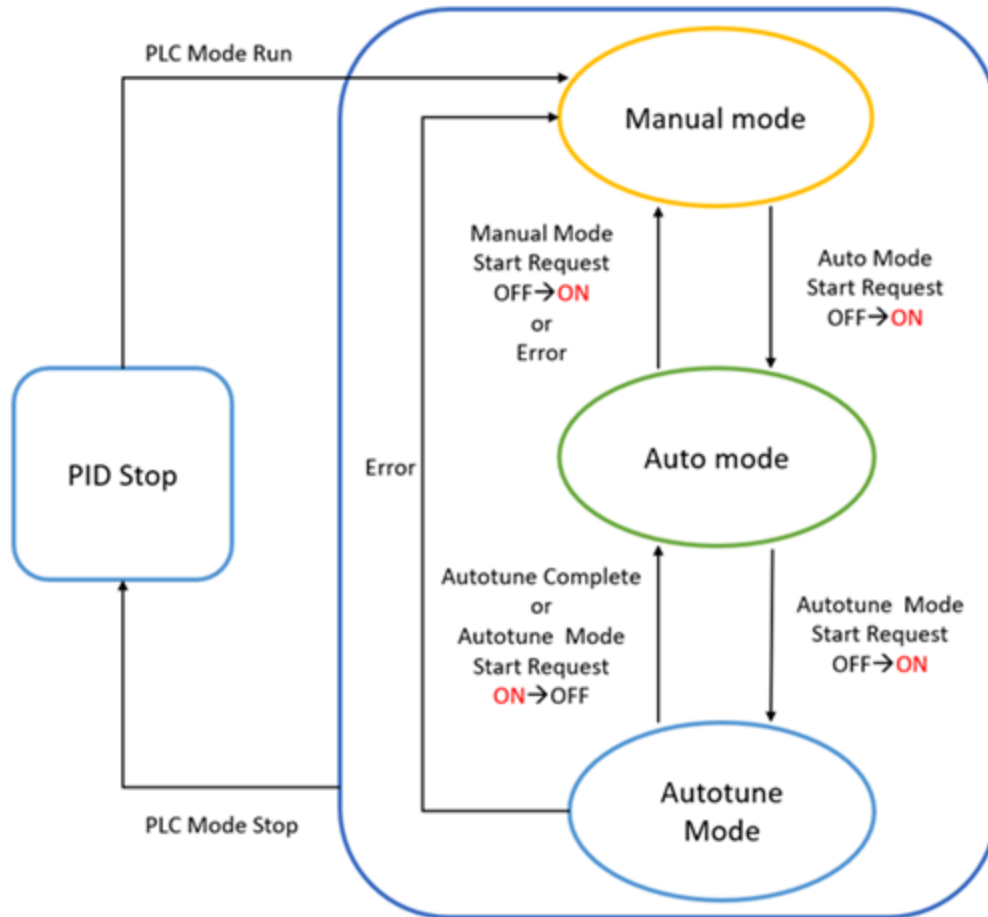 PLC Mode Run
Manual mode
Manual Mode
Start Request
OFF→ON
or
Error
Auto Mode
Start Request
OFF→ON
PID Stop
Error
Auto mode
Autotune Complete
or
Autotune Mode
Start Request
ON→OFF
Autotune Mode
Start Request
OFF→ON
PLC Mode Stop
Autotune
Mode